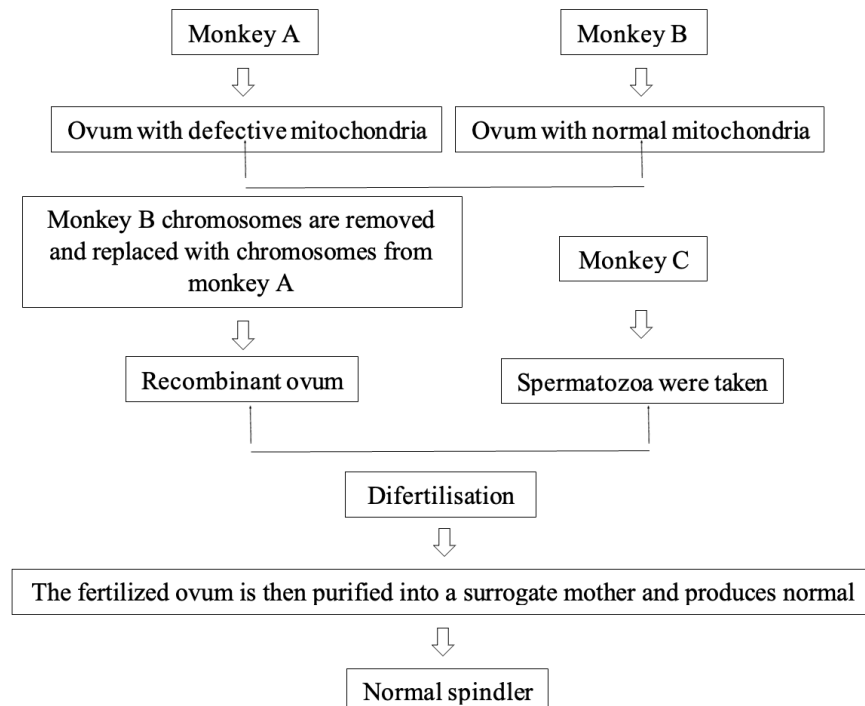 Monkey A
Monkey B
Ovum with defective mitochondria
Ovum with normal mitochondria
Monkey B chromosomes are removed
and replaced with chromosomes from
monkey A
Monkey C
Recombinant ovum
Spermatozoa were taken
Difertilisation
The fertilized ovum is then purified into a surrogate mother and produces normal
Normal spindler